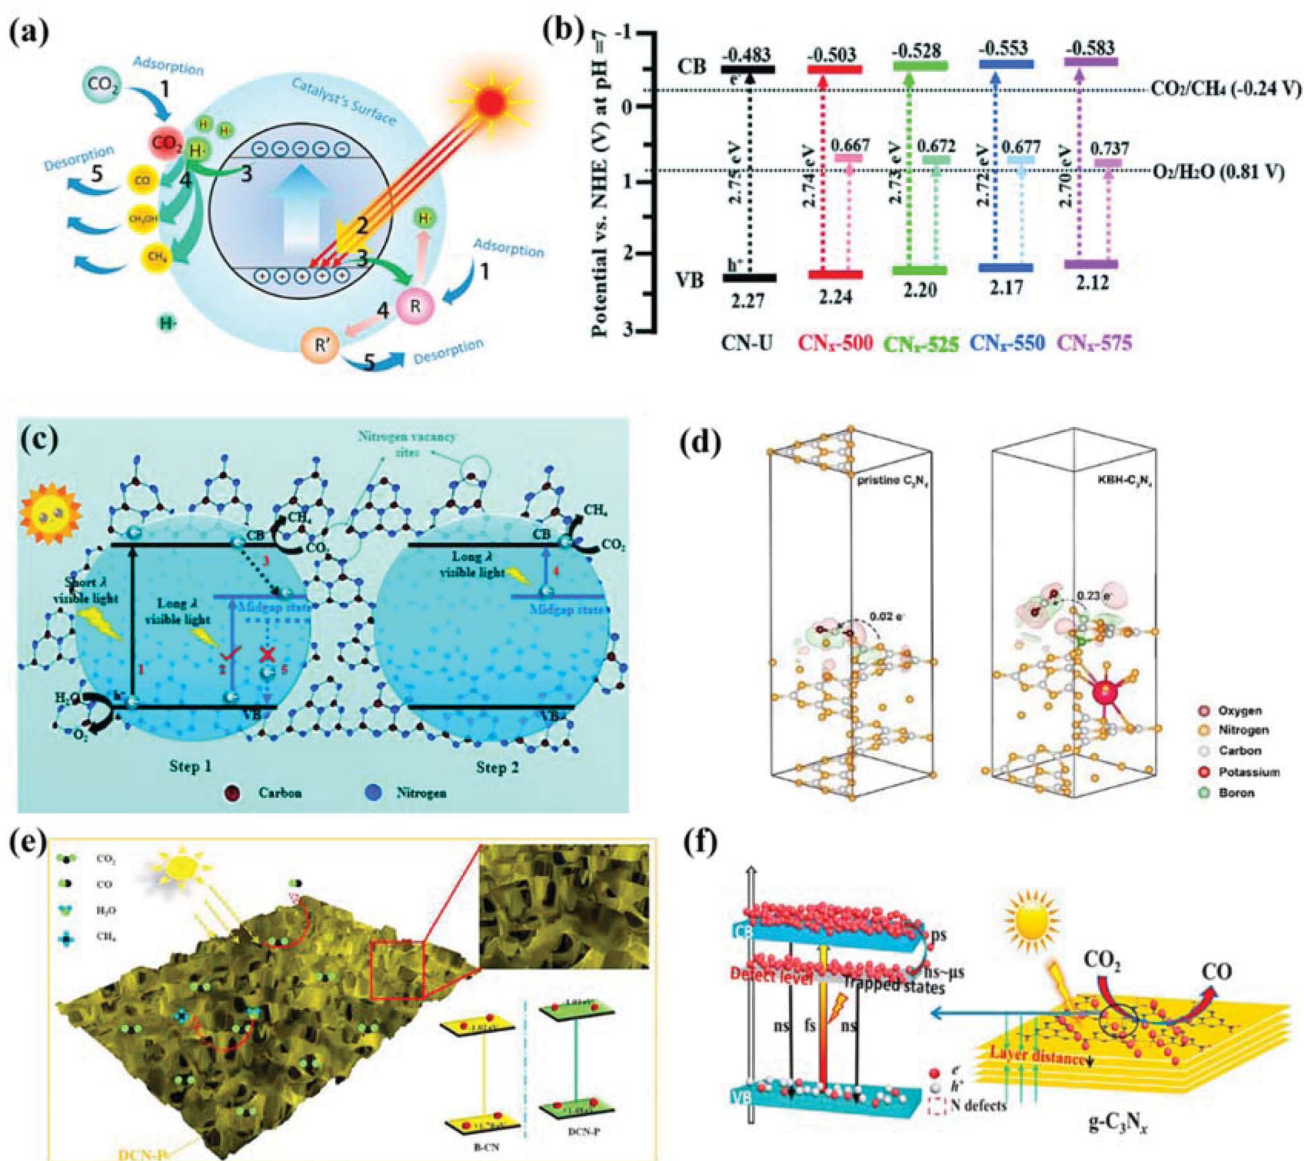 (a)
Adsorption
CO₂
1
Catalyst's Surface
H·
H·
H·
CO₂
H·
Desorption
5
4
3
CO
CH₃OH
CH₄
2
3
H·
Adsorption
1
4
R
R'
5
Desorption
H·
(b)
Potential vs. NHE (V) at pH =7
-1
0
1
2
3
CB
VB
-0.483
-0.503
-0.528
-0.553
-0.583
e⁻
CO₂/CH₄ (-0.24 V)
0.667
0.672
0.677
0.737
O₂/H₂O (0.81 V)
2.75 eV
2.74 eV
2.73 eV
2.72 eV
2.70 eV
h⁺
2.27
2.24
2.20
2.17
2.12
CN-U
CNₓ-500
CNₓ-525
CNₓ-550
CNₓ-575
(c)
Nitrogen vacancy
sites
CB
CH₄
CO₂
3
Short λ
visible light
Long λ
visible light
Midgap state
1
2
5
H₂O
h⁺
O₂
VB
Step 1
CB
CH₄
CO₂
Long λ
visible light
4
Midgap state
VB
Step 2
Carbon
Nitrogen
(d)
pristine C₃N₄
KBH-C₃N₄
0.02 e⁻
0.23 e⁻
Oxygen
Nitrogen
Carbon
Potassium
Boron
(e)
CO₂
CO
H₂O
CH₄
DCN-P
B-CN
DCN-P
(f)
CB
ps
Defect level
ns~μs
Trapped states
ns
fs
ns
VB
e⁻
h⁺
N defects
CO₂
CO
Layer distance
g-C₃Nₓ